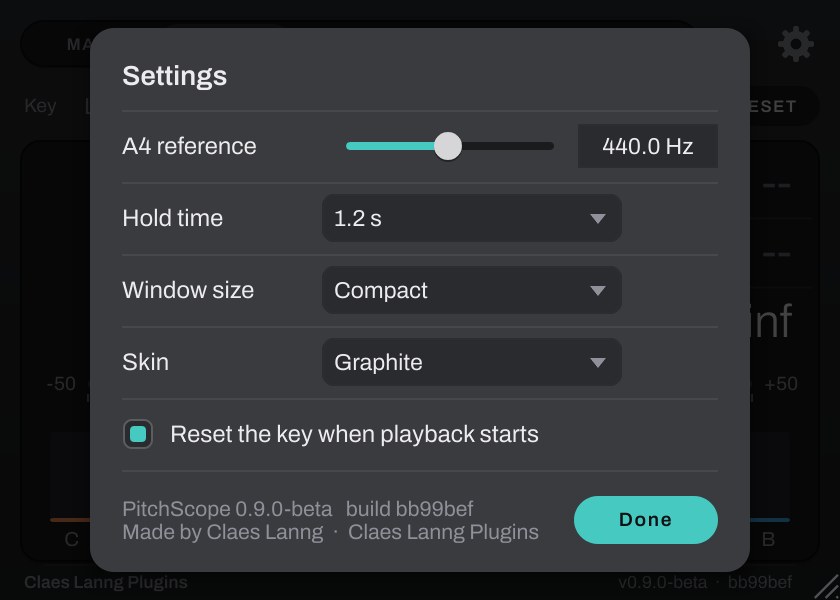 MA
Settings
Key
ESET
A4 reference
440.0 Hz
Hold time
1.2 s
Window size
Compact
inf
Skin
Graphite
-50
+50
Reset the key when playback starts
PitchScope 0.9.0-beta build bb99bef
Made by Claes Lanng · Claes Lanng Plugins
Done
C
B
Claes Lanng Plugins
v0.9.0-beta · bb99bef